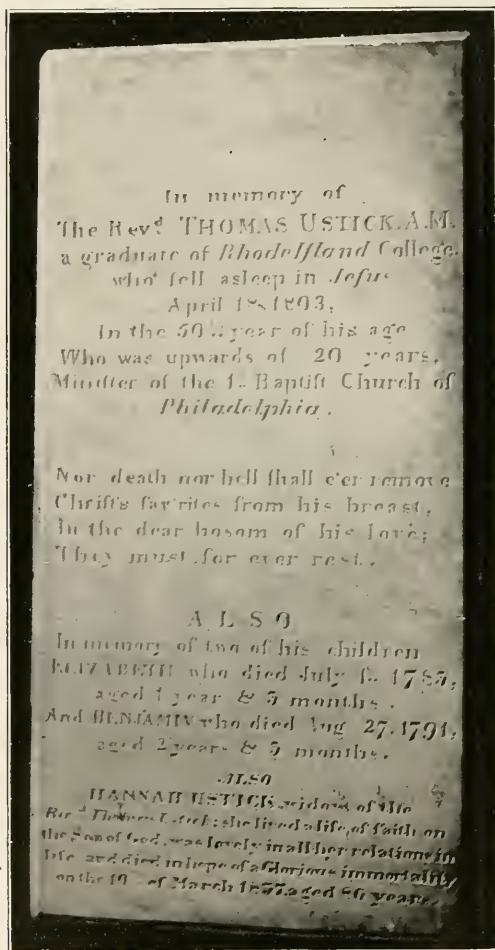 In memory of
The Revd. THOMAS USTICK. A.M.
a graduate of Rhode Iſland College.
who fell asleep in Jeſus
April 18, 1803,
In the 50 year of his age
Who was upwards of 20 years,
Miniſter of the 1 Baptiſt Church of
Philadelphia.
Nor death nor hell ſhall e'er remove
Chriſt's fav'rites from his breast,
In the dear bosom of his love;
They must for ever rest.
ALSO
In memory of two of his children
ELIZABETH who died July 1785,
aged 1 year & 5 months.
And BENJAMIN who died Aug 27. 1791,
aged 2 years & 5 months.
ALSO
HANNAH USTICK widow of the
Revd. Thomas Ustick; she lived a life of faith on
the Son of God, was lovely in all her relations in
life and died in hope of a Glorious immortality
on the 19 of March 1837 aged 86 years.